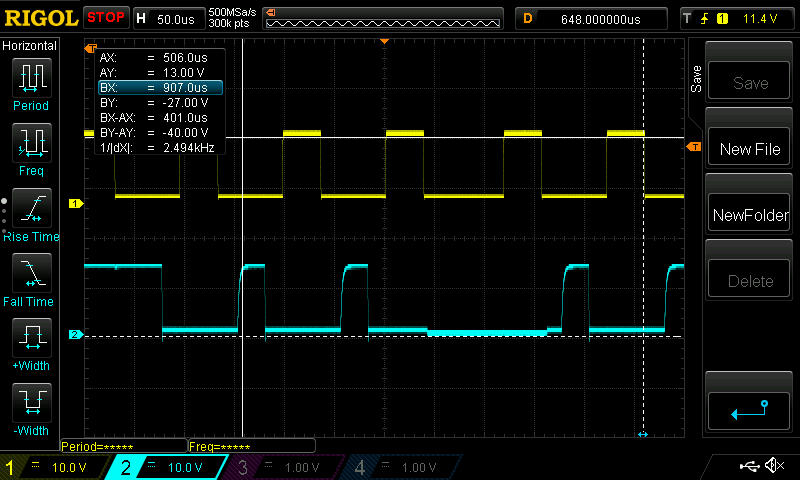 RIGOL STOP H 50.0us 500MSa/s 300k pts D 648.000000us T 1 11.4 V
Horizontal
Period
Freq
Rise Time
Fall Time
+Width
-Width
T
AX: = 506.0us
AY: = 13.00 V
BX: = 907.0us
BY: = -27.00 V
BX-AX: = 401.0us
BY-AY: = -40.00 V
1/|dX|: = 2.494kHz
T
1
2
Save
Save
New File
NewFolder
Delete
Period=***** Freq=*****
1 = 10.0 V 2 = 10.0 V 3 = 1.00 V 4 = 1.00 V